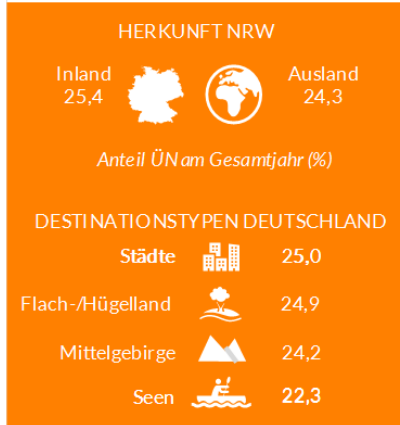 HERKUNFT NRW
Inland
25,4
Ausland
24,3
Anteil ÜN am Gesamtjahr (%)
DESTINATIONSTYPEN DEUTSCHLAND
Städte 25,0
Flach-/Hügelland 24,9
Mittelgebirge 24,2
Seen 22,3